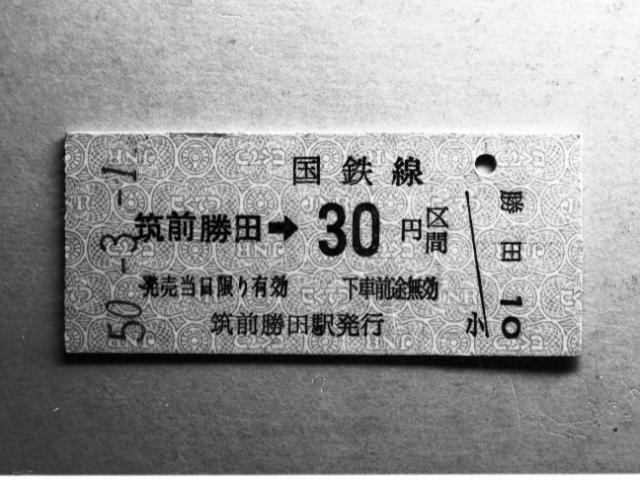 50-3-1
国鉄線
筑前勝田➡30円区間
発売当日限り有効 下車前途無効
筑前勝田駅発行
小
勝田 10